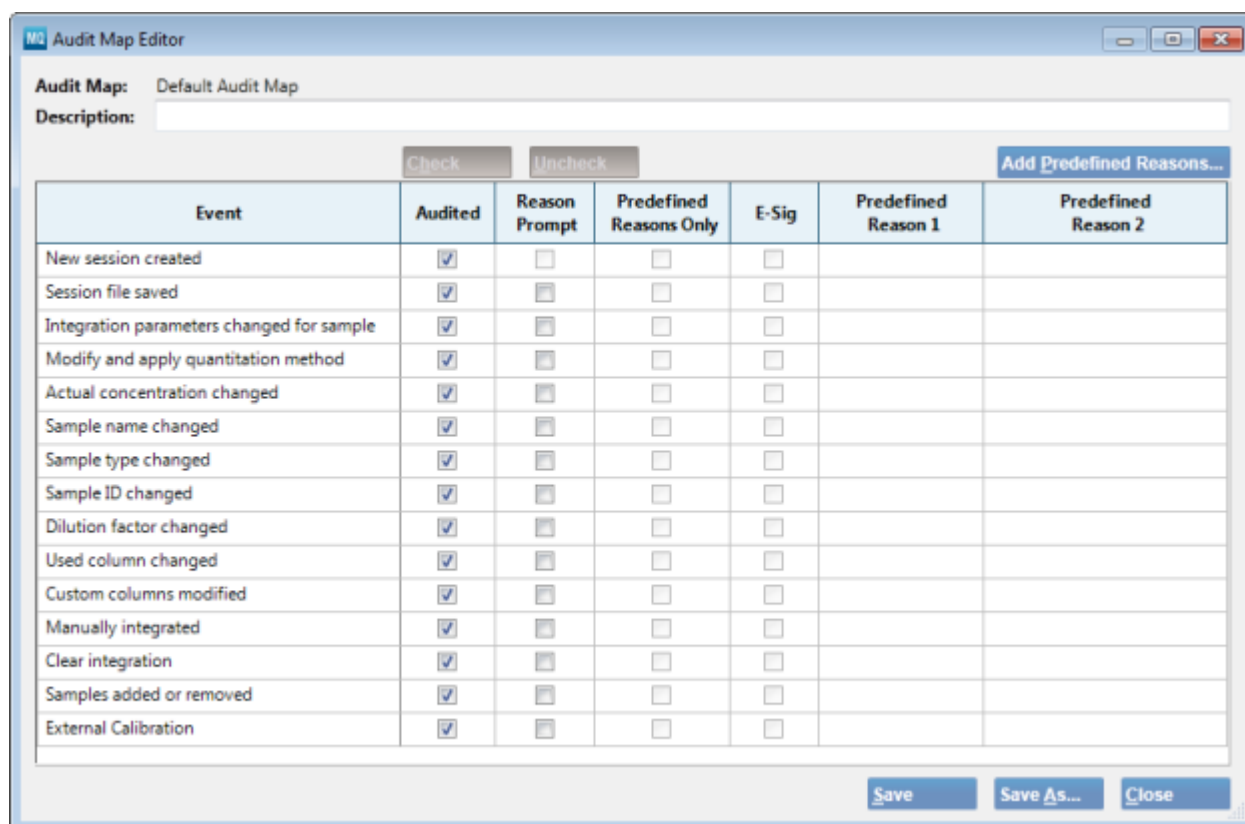 MQ Audit Map Editor
Audit Map: Default Audit Map
Description:
Check Uncheck Add Predefined Reasons...
Event Audited Reason Prompt Predefined Reasons Only E-Sig Predefined Reason 1 Predefined Reason 2
New session created
Session file saved
Integration parameters changed for sample
Modify and apply quantitation method
Actual concentration changed
Sample name changed
Sample type changed
Sample ID changed
Dilution factor changed
Used column changed
Custom columns modified
Manually integrated
Clear integration
Samples added or removed
External Calibration
Save Save As... Close